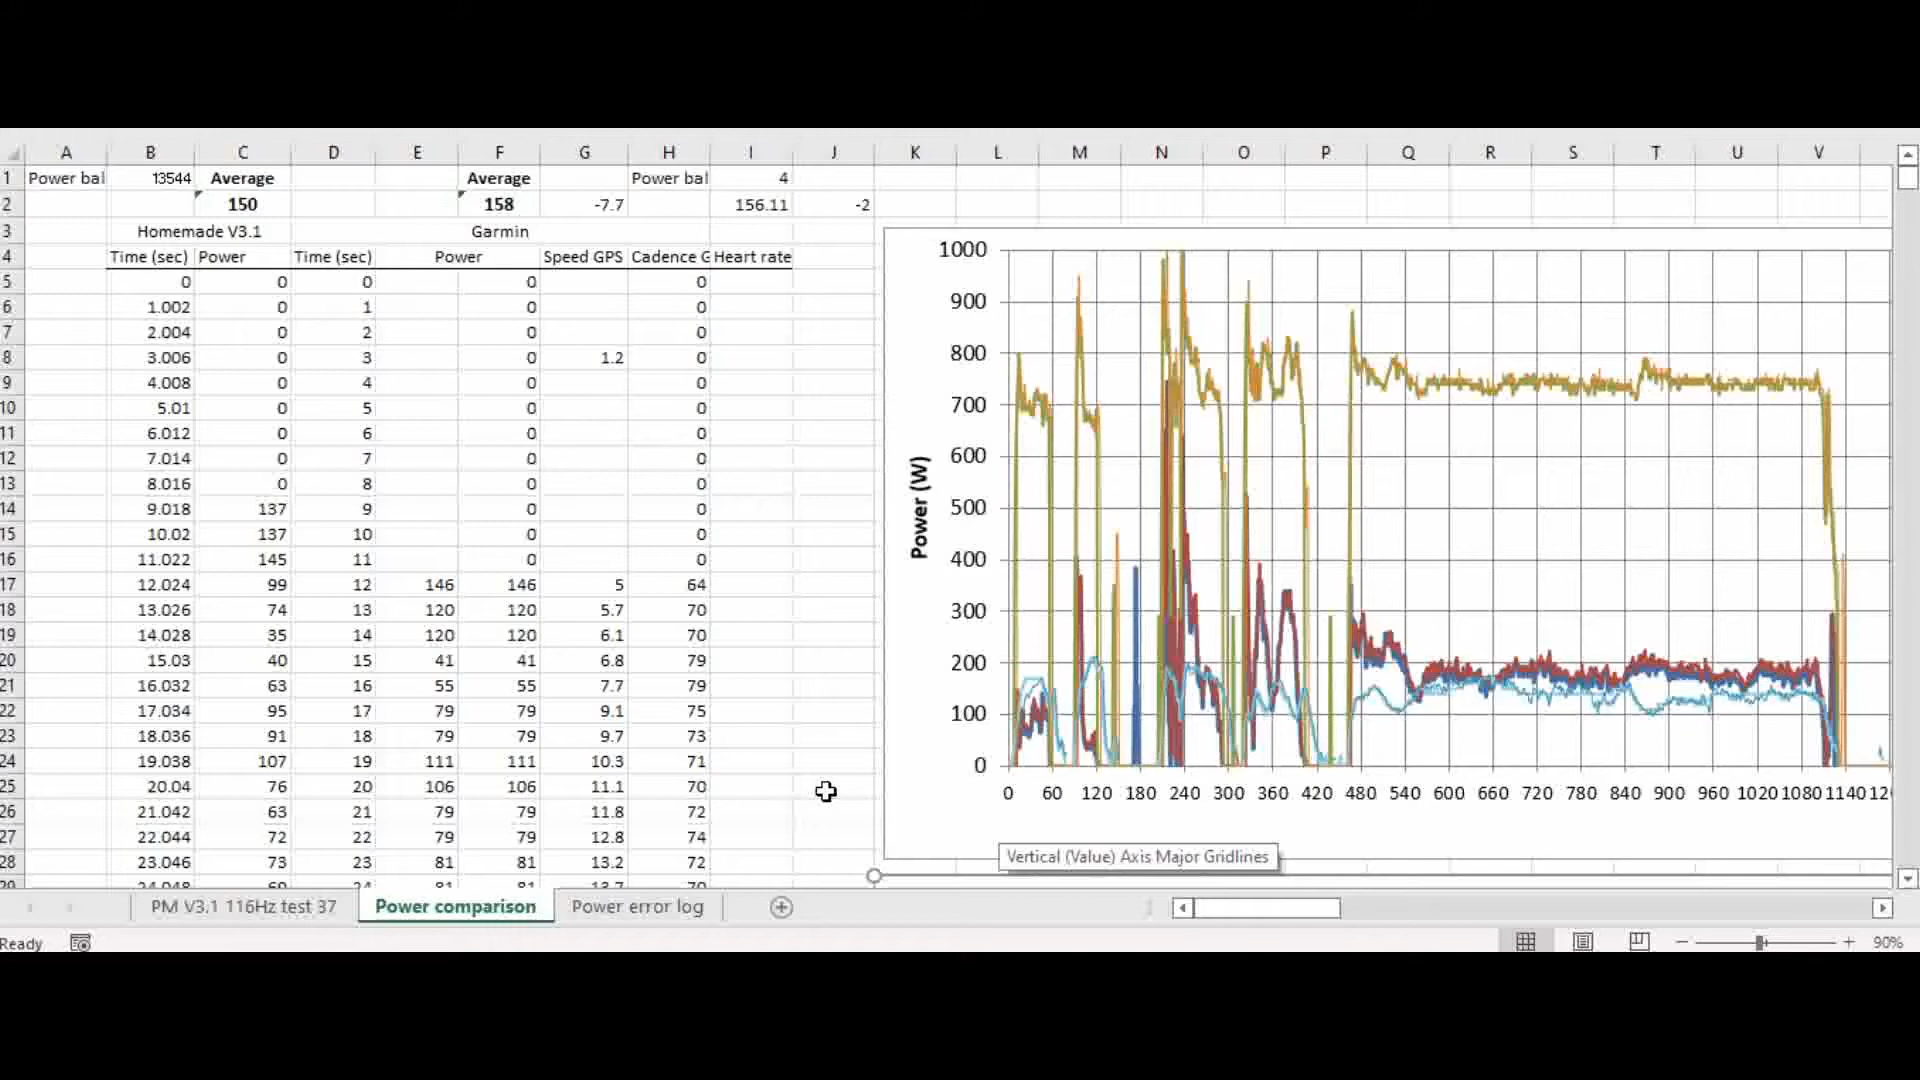 A B C D E F G H I J K L M N O P Q R S T U V
1 Power bal 13544 Average Average Power bal 4
2 150 158 -7.7 156.11 -2
3 Homemade V3.1 Garmin
4 Time (sec) Power Time (sec) Power Speed GPS Cadence G Heart rate
5 0 0 0 0 0
6 1.002 0 1 0 0
7 2.004 0 2 0 0
8 3.006 0 3 0 1.2 0
9 4.008 0 4 0 0
10 5.01 0 5 0 0
11 6.012 0 6 0 0
12 7.014 0 7 0 0
13 8.016 0 8 0 0
14 9.018 137 9 0 0
15 10.02 137 10 0 0
16 11.022 145 11 0 0
17 12.024 99 12 146 146 5 64
18 13.026 74 13 120 120 5.7 70
19 14.028 35 14 120 120 6.1 70
20 15.03 40 15 41 41 6.8 79
21 16.032 63 16 55 55 7.7 79
22 17.034 95 17 79 79 9.1 75
23 18.036 91 18 79 79 9.7 73
24 19.038 107 19 111 111 10.3 71
25 20.04 76 20 106 106 11.1 70
26 21.042 63 21 79 79 11.8 72
27 22.044 72 22 79 79 12.8 74
28 23.046 73 23 81 81 13.2 72
29 24.048 69 24 81 81 13.7 70
Power (W)
1000
900
800
700
600
500
400
300
200
100
0
0 60 120 180 240 300 360 420 480 540 600 660 720 780 840 900 960 1020 1080 1140 120
Vertical (Value) Axis Major Gridlines
PM V3.1 116Hz test 37 Power comparison Power error log
Ready 90%